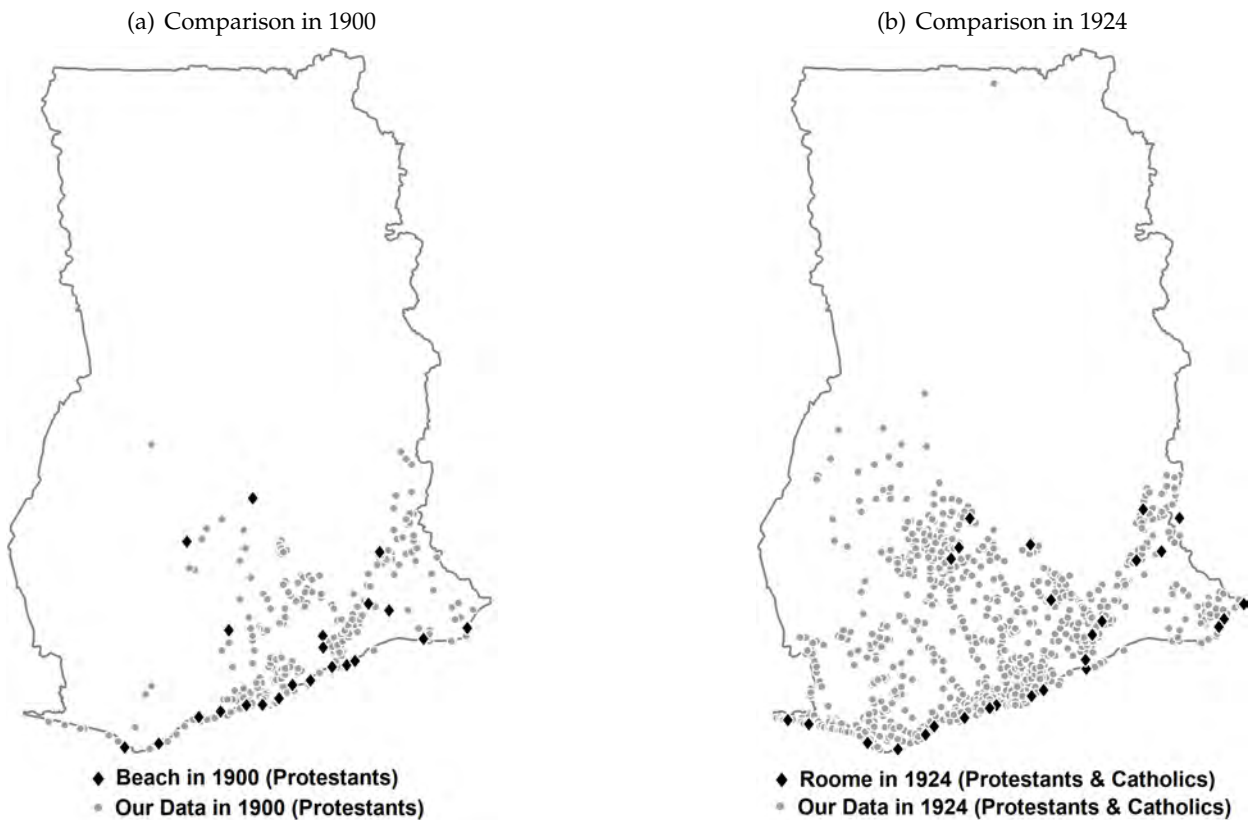 (a) Comparison in 1900
(b) Comparison in 1924
Beach in 1900 (Protestants)
Our Data in 1900 (Protestants)
Roome in 1924 (Protestants & Catholics)
Our Data in 1924 (Protestants & Catholics)